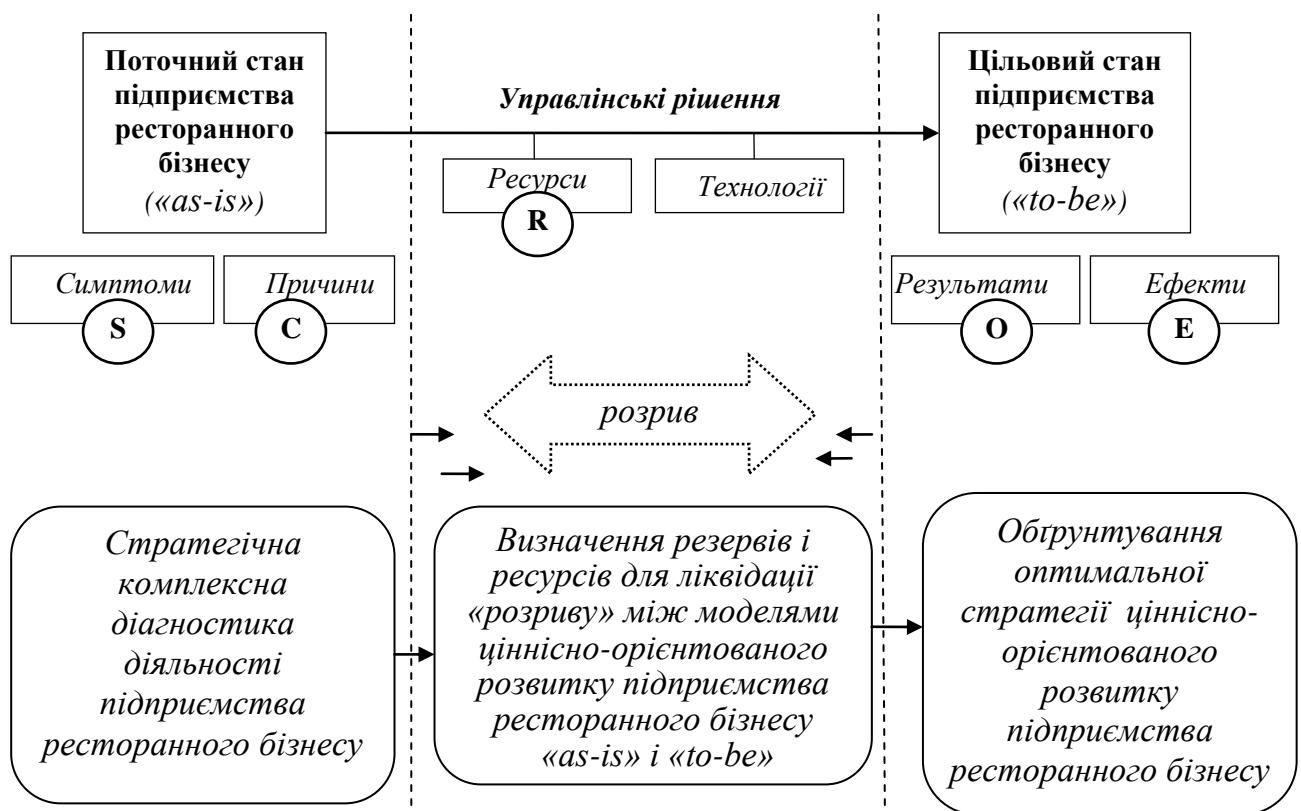 Поточний стан
підприємства
ресторанного
бізнесу
(«as-is»)
Управлінські рішення
Цільовий стан
підприємства
ресторанного
бізнесу
(«to-be»)
Ресурси
R
Технології
Симптоми
S
Причини
C
Результати
O
Ефекти
E
розрив
Стратегічна
комплексна
діагностика
діяльності
підприємства
ресторанного бізнесу
Визначення резервів і
ресурсів для ліквідації
«розриву» між моделями
ціннісно-орієнтованого
розвитку підприємства
ресторанного бізнесу
«as-is» і «to-be»
Обґрунтування
оптимальної
стратегії ціннісно-
орієнтованого
розвитку
підприємства
ресторанного бізнесу